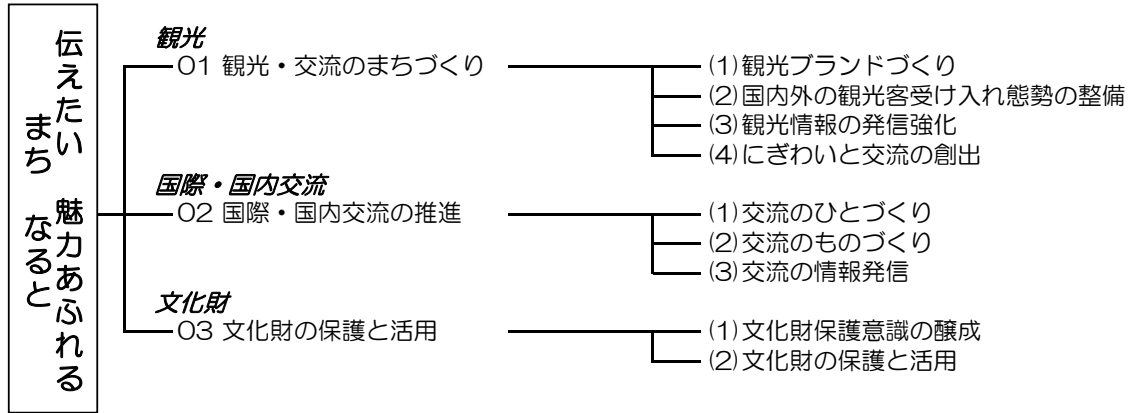 伝えたい　魅力あふれる
まち　なると
観光
01 観光・交流のまちづくり
(1)観光ブランドづくり
(2)国内外の観光客受け入れ態勢の整備
(3)観光情報の発信強化
(4)にぎわいと交流の創出
国際・国内交流
02 国際・国内交流の推進
(1)交流のひとづくり
(2)交流のものづくり
(3)交流の情報発信
文化財
03 文化財の保護と活用
(1)文化財保護意識の醸成
(2)文化財の保護と活用